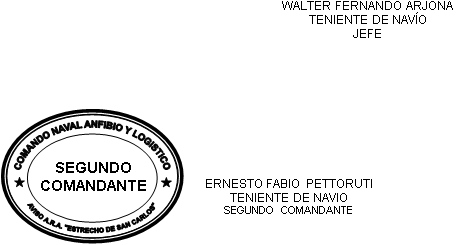 WALTER FERNANDO ARJONA
TENIENTE DE NAVÍO
JEFE
COMANDO NAVAL ANFIBIO Y LOGISTICO
SEGUNDO
COMANDANTE
AVISO A.R.A. "ESTRECHO DE SAN CARLOS"
ERNESTO FABIO PETTORUTI
TENIENTE DE NAVIO
SEGUNDO COMANDANTE